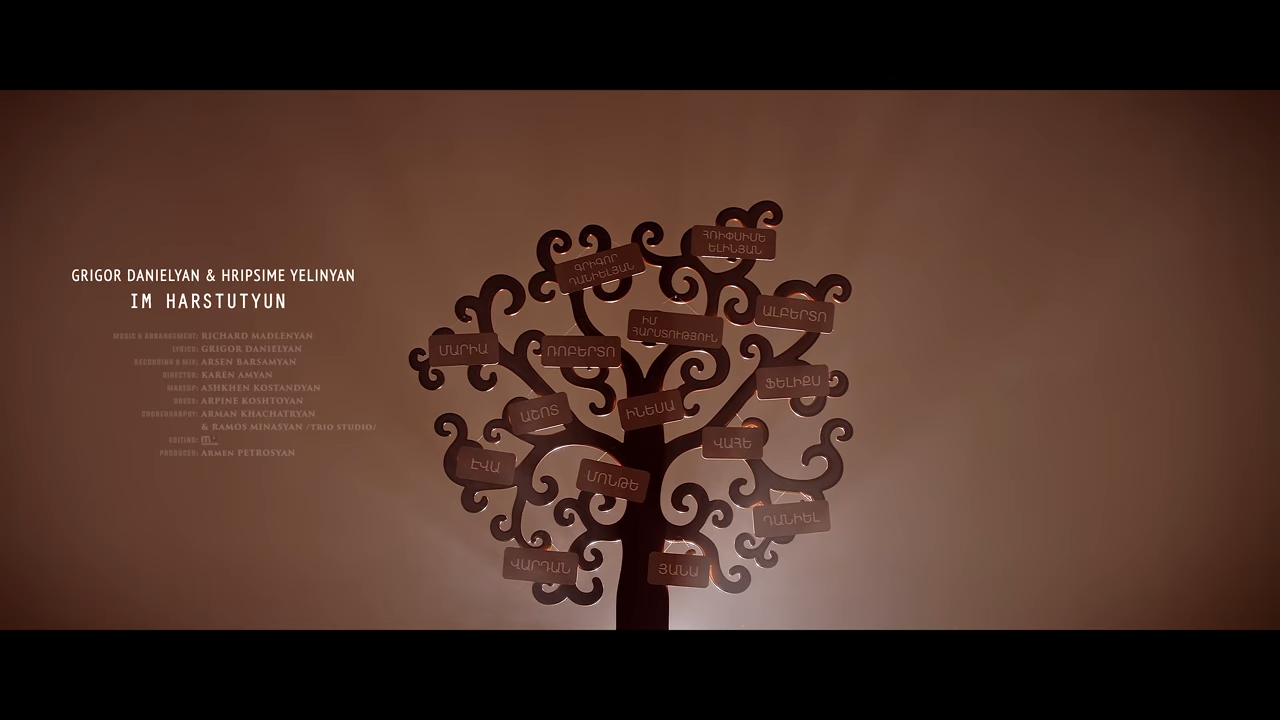 GRIGOR DANIELYAN & HRIPSIME YELINYAN
IM HARSTUTYUN
MUSIC & ARRANGEMENT: RICHARD MADLENYAN
LYRICS: GRIGOR DANIELYAN
RECORDING & MIX: ARSEN BARSAMYAN
DIRECTOR: KAREN AMYAN
MAKEUP: ASHKHEN KOSTANDYAN
DRESS: ARPINE KOSHTOYAN
CHOREOGRAPHY: ARMAN KHACHATRYAN
& RAMOS MINASYAN /TRIO STUDIO/
EDITING:
PRODUCER: ARMEN PETROSYAN
ՀՌԻՓՍԻՄԵ
ԵԼԻՆՅԱՆ
ԳՐԻԳՈՐ
ԴԱՆԻԵԼՅԱՆ
ԱԼԲԵՐՏՈ
ԻՄ
ՀԱՐՍՏՈՒԹՅՈՒՆ
ՄԱՐԻԱ
ՌՈԲԵՐՏՈ
ՖԵԼԻՔՍ
ԱՇՈՏ
ԻՆԵՍԱ
ՎԱՀԵ
ԷՎԱ
ՄՈՆԹԵ
ԴԱՆԻԵԼ
ՎԱՐԴԱՆ
ՅԱՆԱ